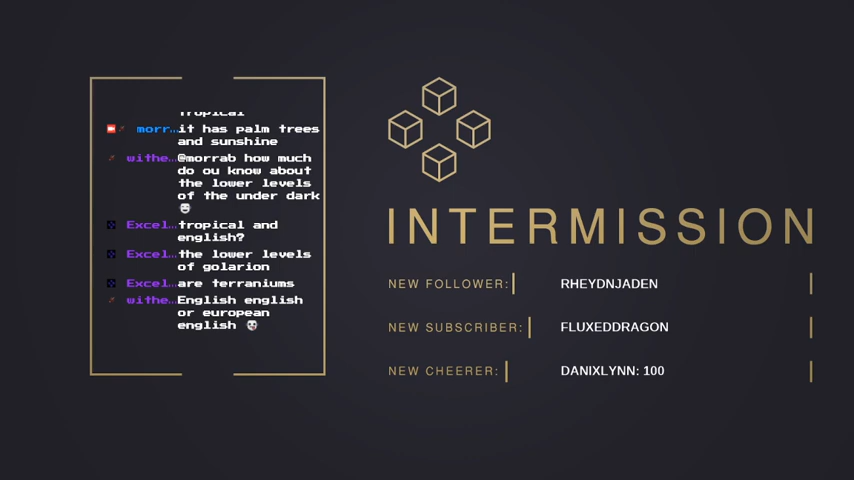 Tropical
morr…it has palm trees
and sunshine
withe…@morrab how much
do ou know about
the lower levels
of the under dark
Excel…tropical and
english?
Excel…the lower levels
of golarion
Excel…are terraniums
withe…English english
or european
english
INTERMISSION
NEW FOLLOWER: RHEYDNJADEN
NEW SUBSCRIBER: FLUXEDDRAGON
NEW CHEERER: DANIXLYNN: 100